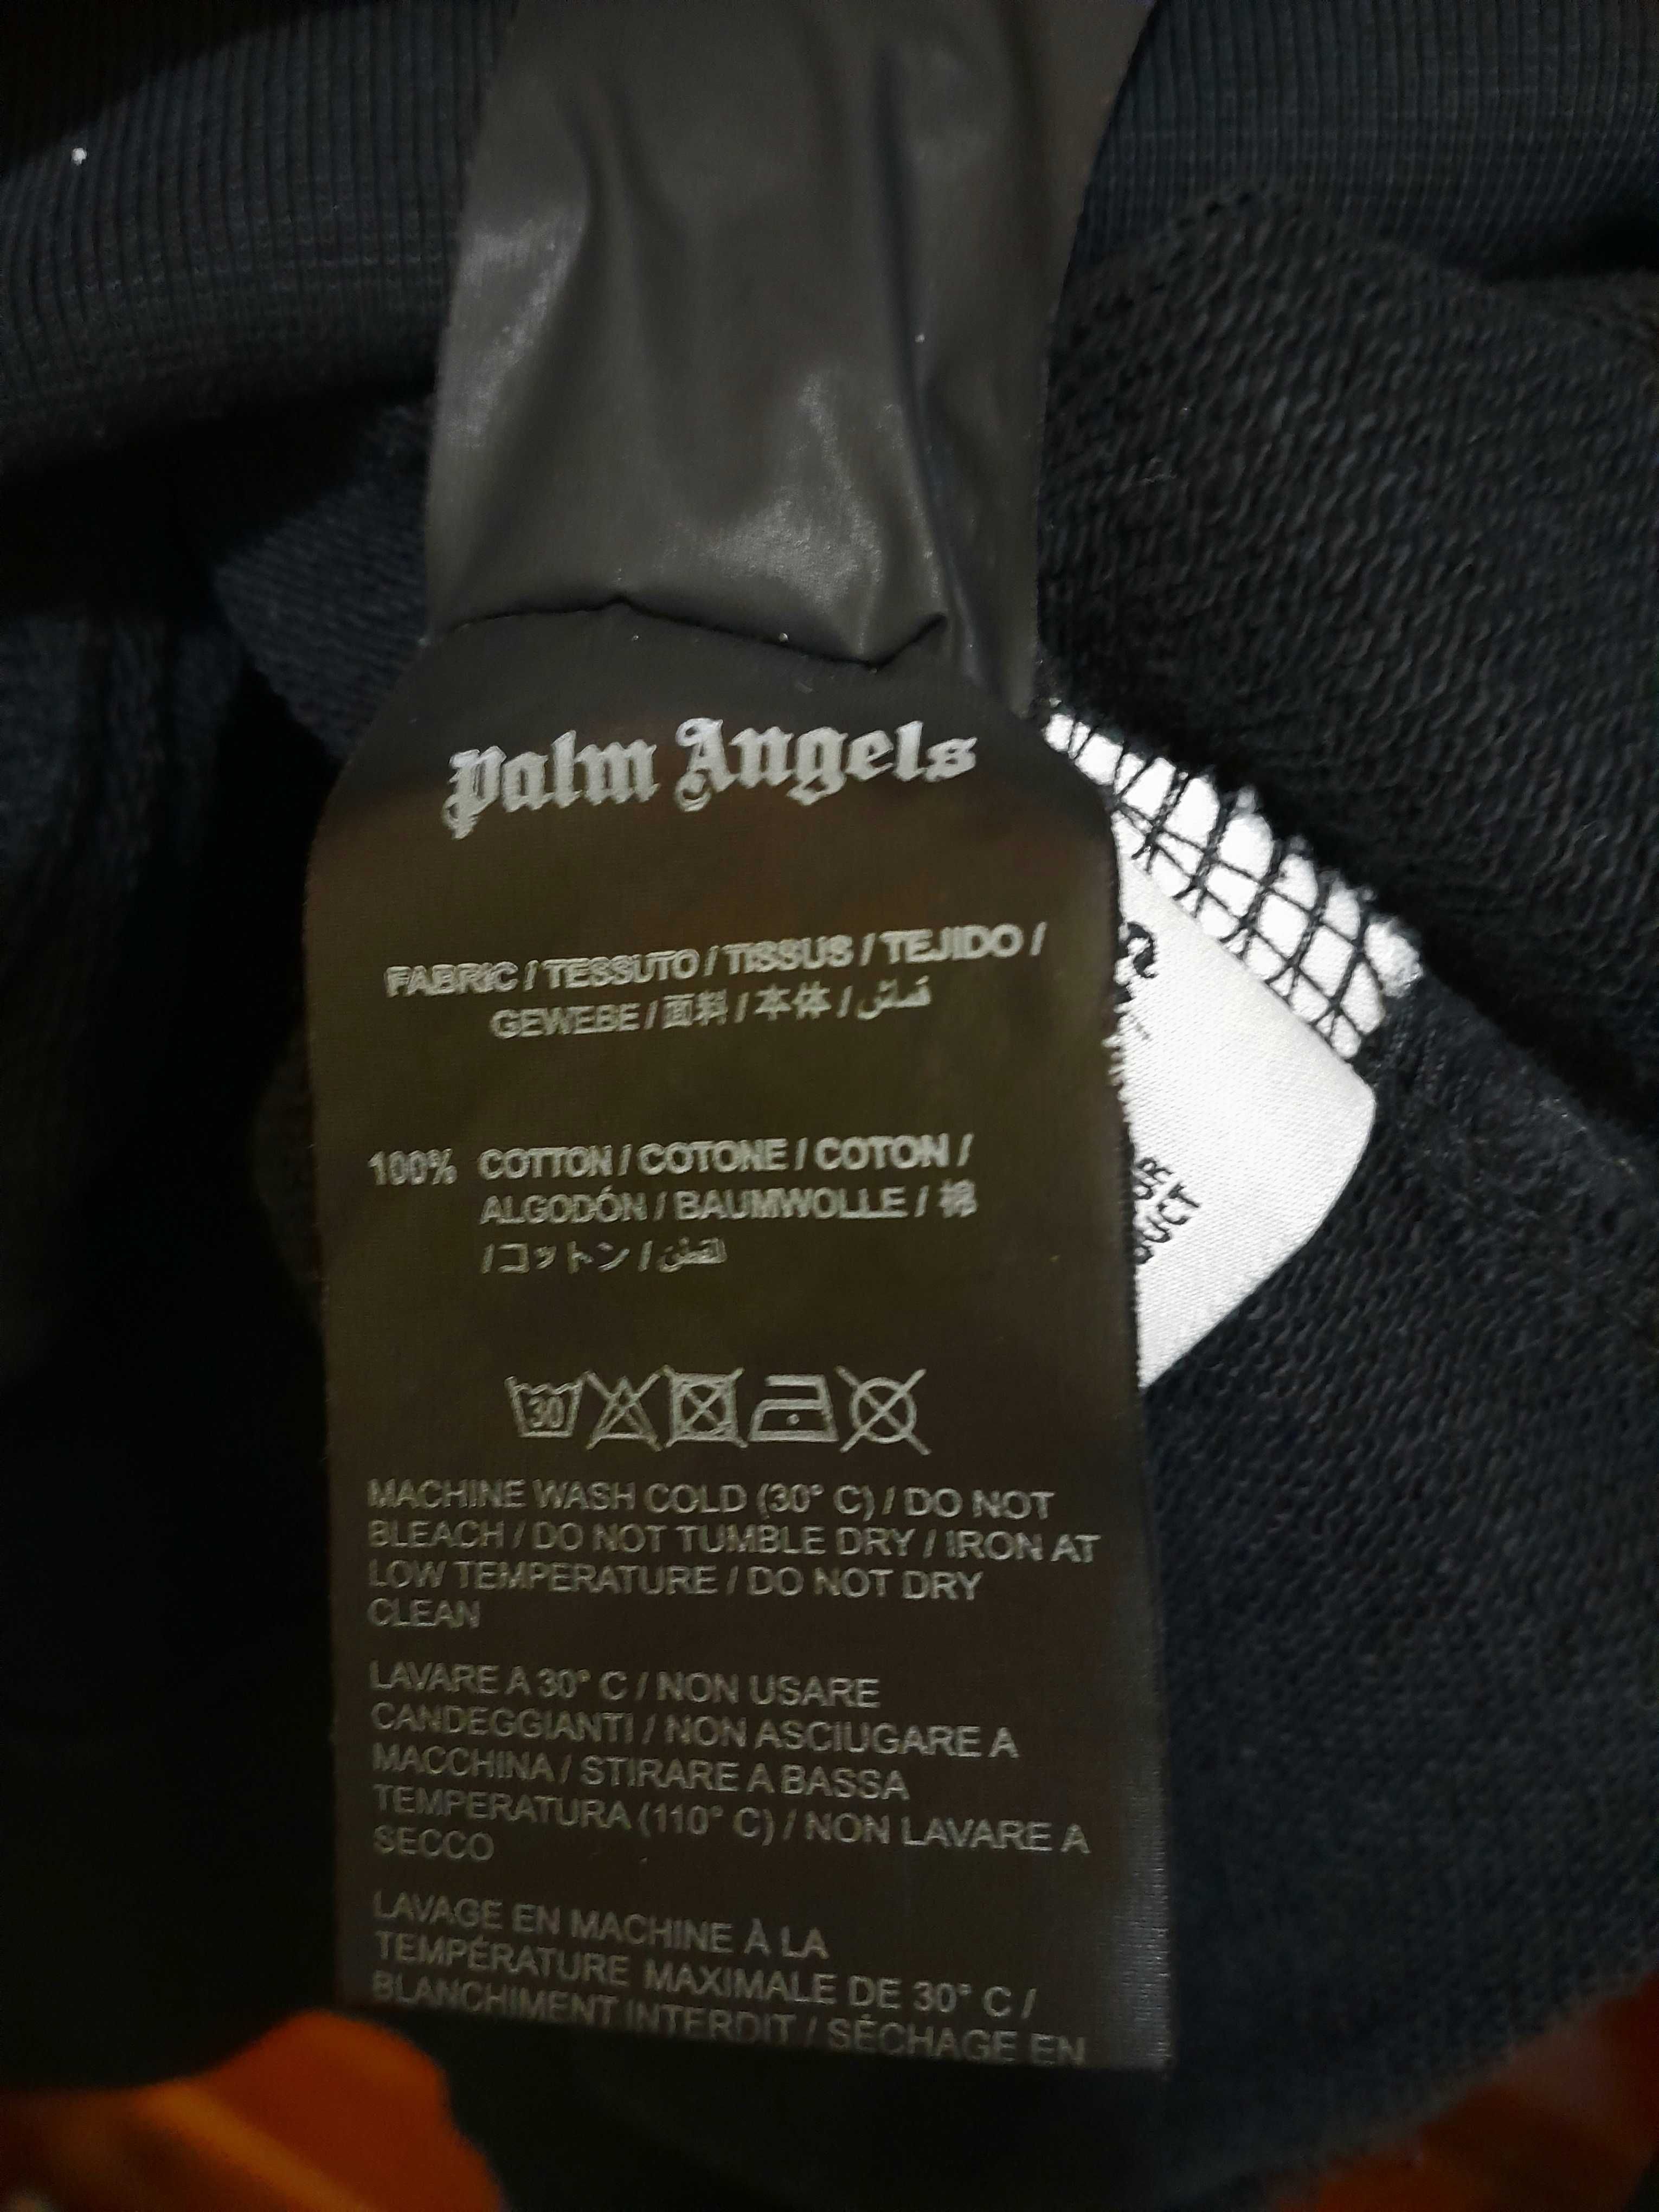 Palm Angels
FABRIC / TESSUTO / TISSUS / TEJIDO /
GEWEBE / 面料 / 本体 / قماش
100% COTTON / COTONE / COTON /
ALGODÓN / BAUMWOLLE / 棉
/ コットン / القطن
30
MACHINE WASH COLD (30° C) / DO NOT
BLEACH / DO NOT TUMBLE DRY / IRON AT
LOW TEMPERATURE / DO NOT DRY
CLEAN
LAVARE A 30° C / NON USARE
CANDEGGIANTI / NON ASCIUGARE A
MACCHINA / STIRARE A BASSA
TEMPERATURA (110° C) / NON LAVARE A
SECCO
LAVAGE EN MACHINE À LA
TEMPÉRATURE MAXIMALE DE 30° C /
BLANCHIMENT INTERDIT / SÉCHAGE EN